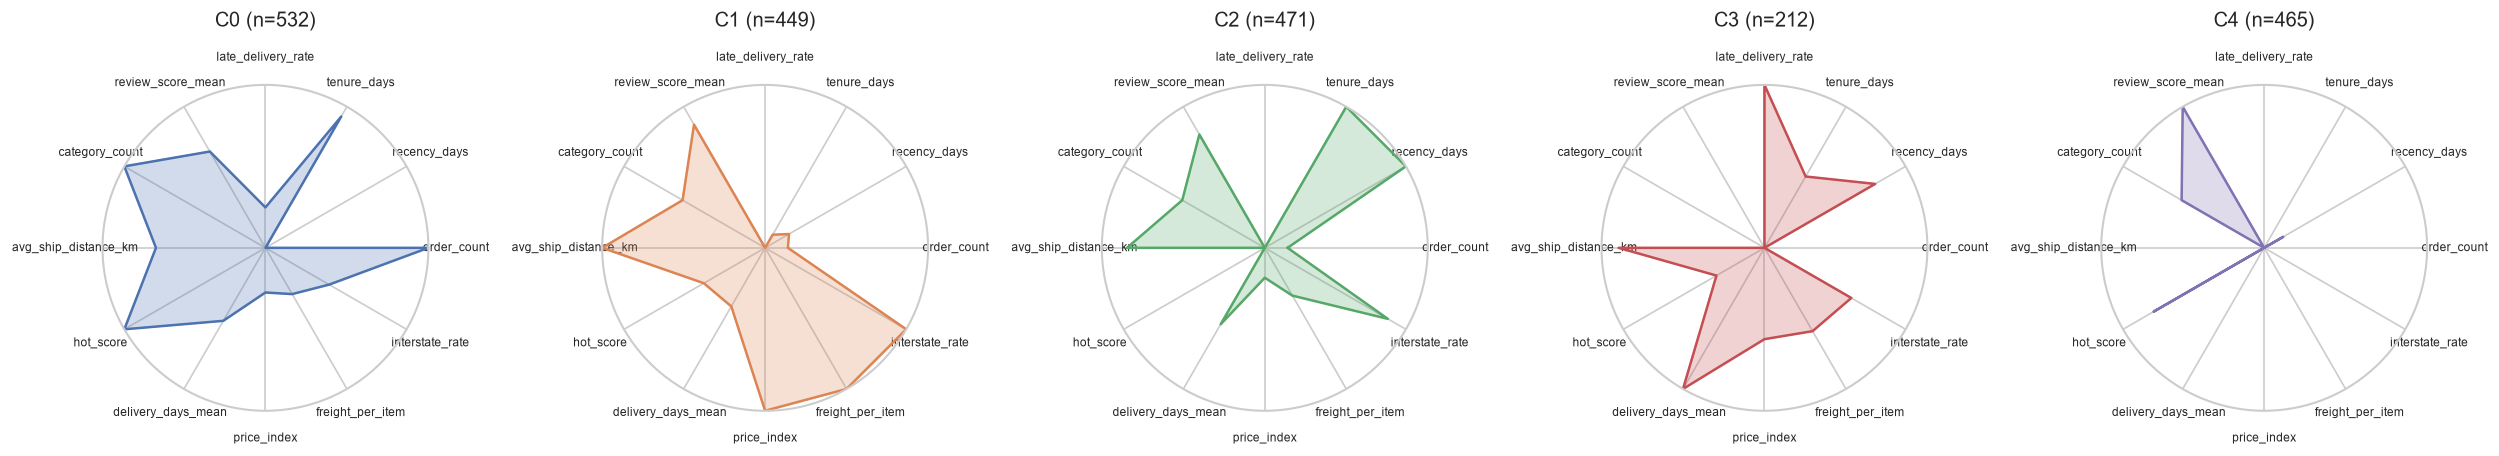 C0 (n=532)
late_delivery_rate
review_score_mean
tenure_days
category_count
recency_days
avg_ship_distance_km
order_count
hot_score
interstate_rate
delivery_days_mean
freight_per_item
price_index
C1 (n=449)
late_delivery_rate
review_score_mean
tenure_days
category_count
recency_days
avg_ship_distance_km
order_count
hot_score
interstate_rate
delivery_days_mean
freight_per_item
price_index
C2 (n=471)
late_delivery_rate
review_score_mean
tenure_days
category_count
recency_days
avg_ship_distance_km
order_count
hot_score
interstate_rate
delivery_days_mean
freight_per_item
price_index
C3 (n=212)
late_delivery_rate
review_score_mean
tenure_days
category_count
recency_days
avg_ship_distance_km
order_count
hot_score
interstate_rate
delivery_days_mean
freight_per_item
price_index
C4 (n=465)
late_delivery_rate
review_score_mean
tenure_days
category_count
recency_days
avg_ship_distance_km
order_count
hot_score
interstate_rate
delivery_days_mean
freight_per_item
price_index